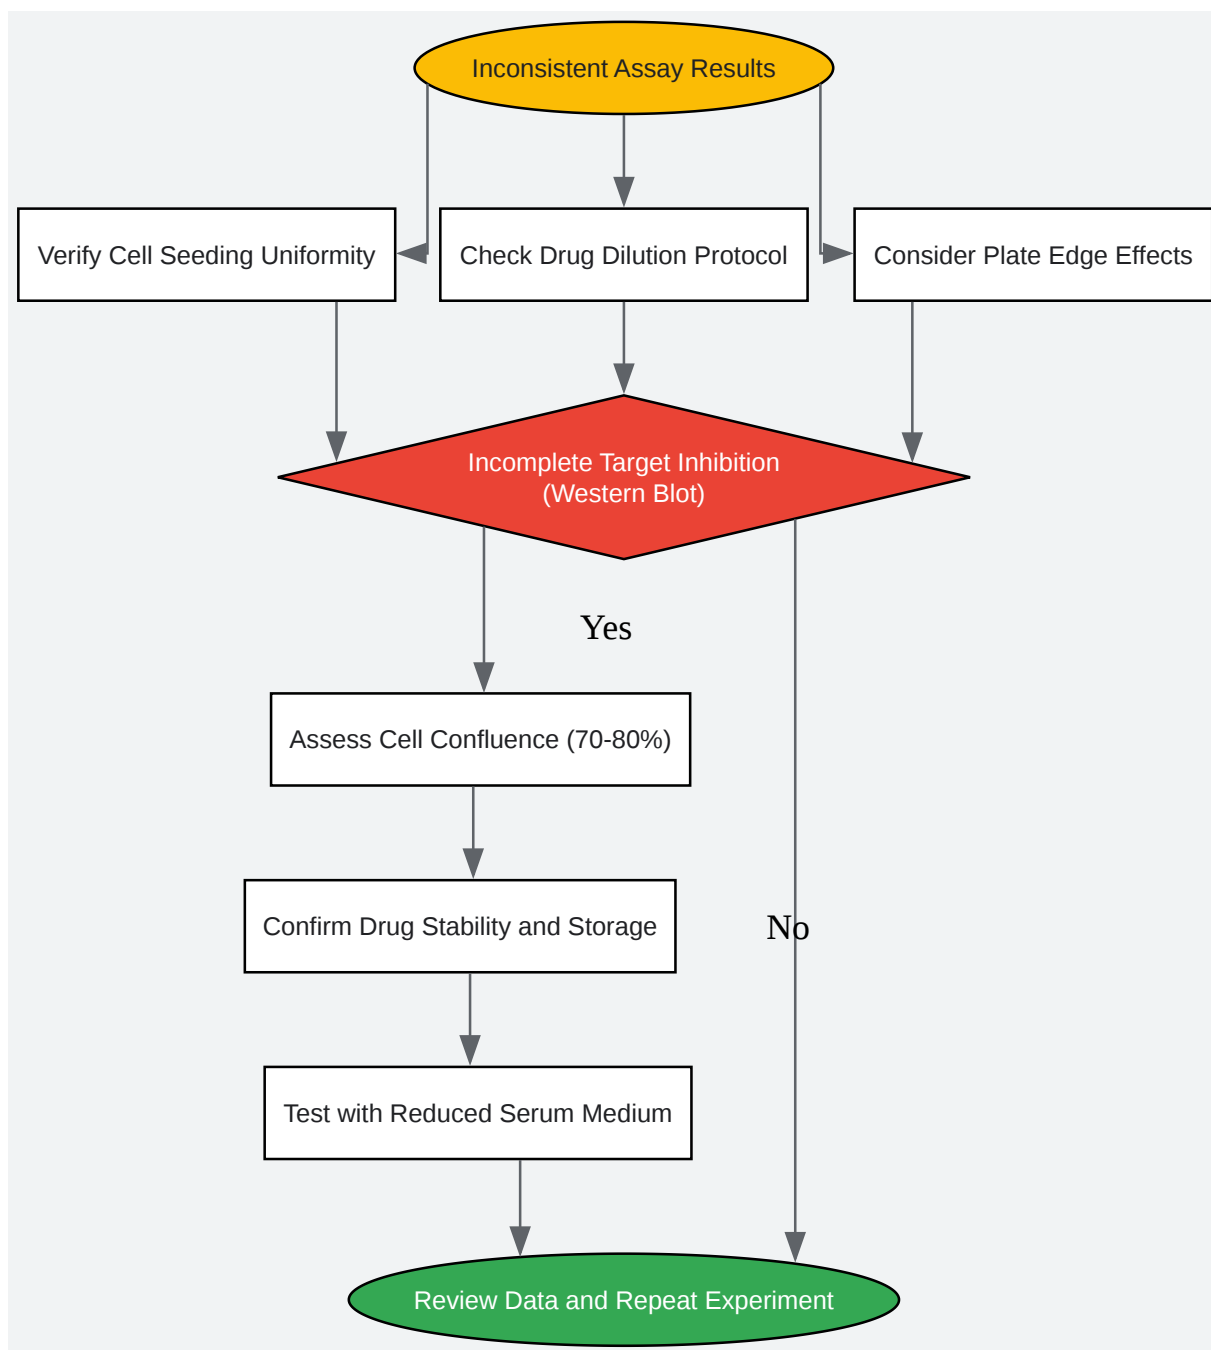 Inconsistent Assay Results
Verify Cell Seeding Uniformity
Check Drug Dilution Protocol
Consider Plate Edge Effects
Incomplete Target Inhibition
(Western Blot)
Yes
Assess Cell Confluence (70-80%)
Confirm Drug Stability and Storage
No
Test with Reduced Serum Medium
Review Data and Repeat Experiment